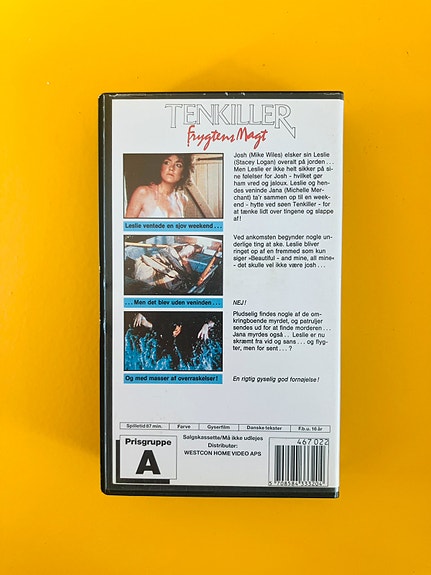 TENKILLER
Frygtens Magt
Josh (Mike Wiles) elsker sin Leslie
(Stacey Logan) overalt på jorden . . .
Men Leslie er ikke helt sikker på si-
ne følelser for Josh - hvilket gør
ham vred og jaloux. Leslie og hen-
des veninde Jana (Michelle Mer-
chant) ta'r sammen op til en week-
end - hytte ved søen Tenkiller - for
at tænke lidt over tingene og slappe
af!
Leslie ventede en sjov weekend . . .
Ved ankomsten begynder nogle un-
derlige ting at ske. Leslie bliver
ringet op af en fremmed som kun
siger »Beautiful - and mine, all mine«
- det skulle vel ikke være josh . . .
. . . Men det blev uden veninden . . .
NEJ!
Pludselig findes nogle af de om-
kringboende myrdet, og patruljer
sendes ud for at finde morderen . . .
Jana myrdes også . . Leslie er nu
skræmt fra vid og sans . . . og flyg-
ter, men for sent . . . ?
Og med masser af overraskelser!
En rigtig gyselig god fornøjelse!
Spilletid 87 min.
Farve
Gyserfilm
Danske tekster
F.b.u. 16 år
Prisgruppe
A
Salgskassette/Må ikke udlejes
Distributør:
WESTCON HOME VIDEO APS
467 022
5 708584 333204